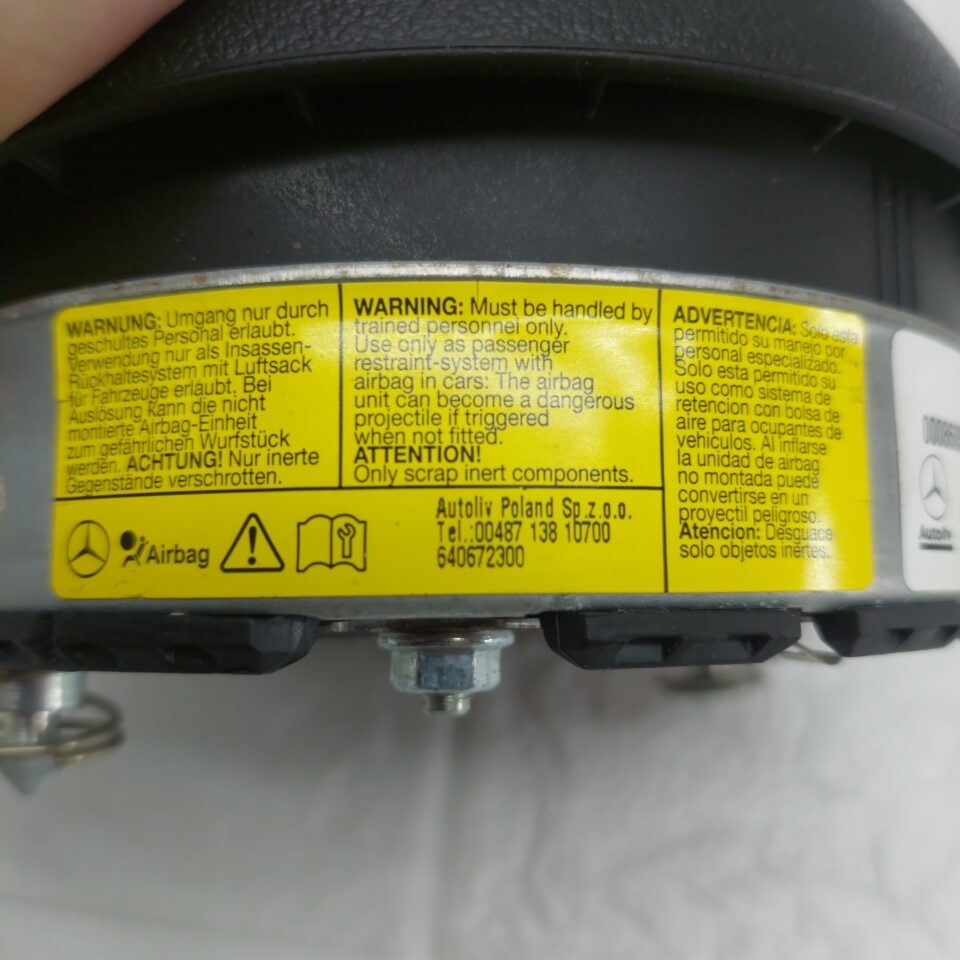 WARNUNG: Umgang nur durch
geschultes Personal erlaubt.
Verwendung nur als Insassen-
Rückhaltesystem mit Luftsack
für Fahrzeuge erlaubt. Bei
Auslösung kann die nicht
montierte Airbag-Einheit
zum gefährlichen Wurfstück
werden. ACHTUNG! Nur inerte
Gegenstände verschrotten.
WARNING: Must be handled by
trained personnel only.
Use only as passenger
restraint-system with
airbag in cars: The airbag
unit can become a dangerous
projectile if triggered
when not fitted.
ATTENTION!
Only scrap inert components.
ADVERTENCIA: Solo esta
permitido su manejo por
personal especializado.
Solo esta permitido su
uso como sistema de
retencion con bolsa de
aire para ocupantes de
vehiculos. Al inflarse
la unidad de airbag
no montada puede
convertirse en un
proyectil peligroso.
Atencion: Desguace
solo objetos inertes.
Airbag
Autoliv Poland Sp.z.o.o.
Tel.:00487 138 10700
640672300
Autoliv